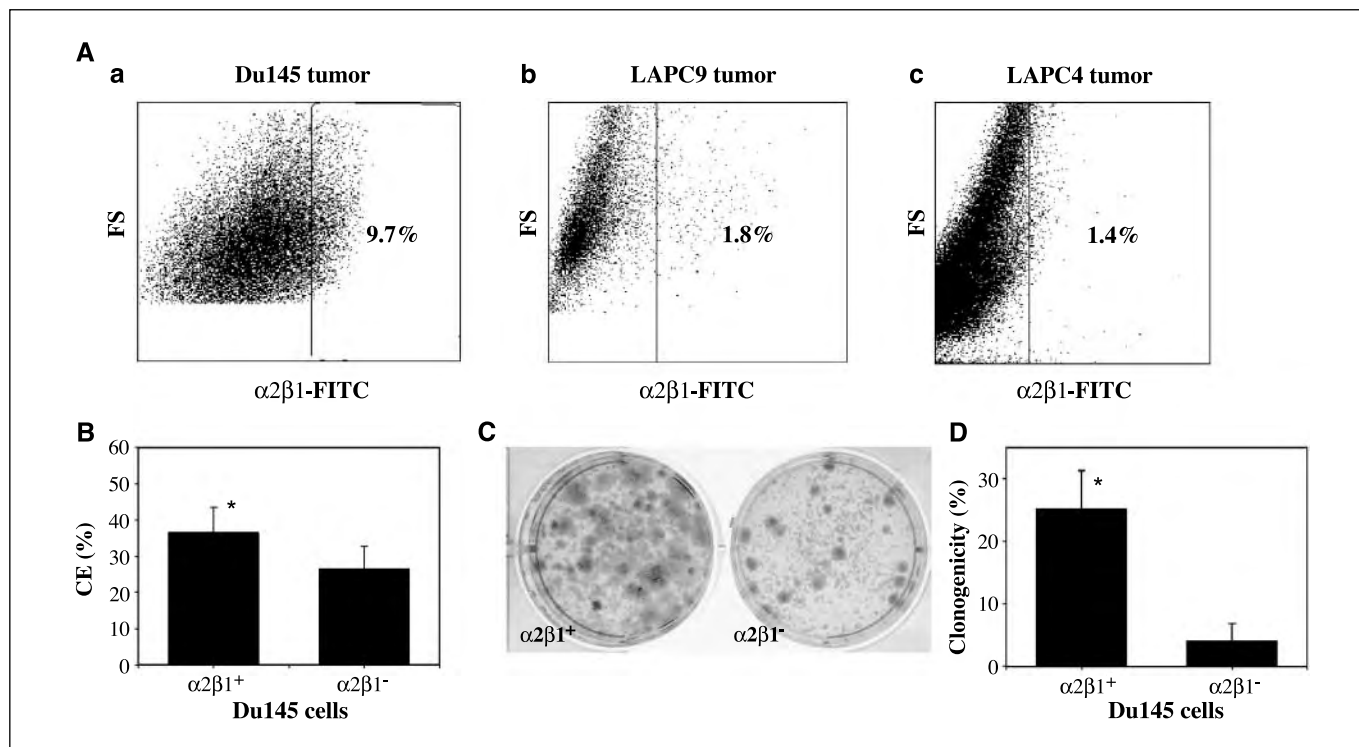 A
a Du145 tumor
b LAPC9 tumor
c LAPC4 tumor
FS
9.7%
α2β1-FITC
FS
1.8%
α2β1-FITC
FS
1.4%
α2β1-FITC
B
CE (%)
60
50
40
30
20
10
0
*
α2β1+
α2β1-
Du145 cells
C
α2β1+
α2β1-
D
Clonogenicity (%)
30
20
10
0
*
α2β1+
α2β1-
Du145 cells